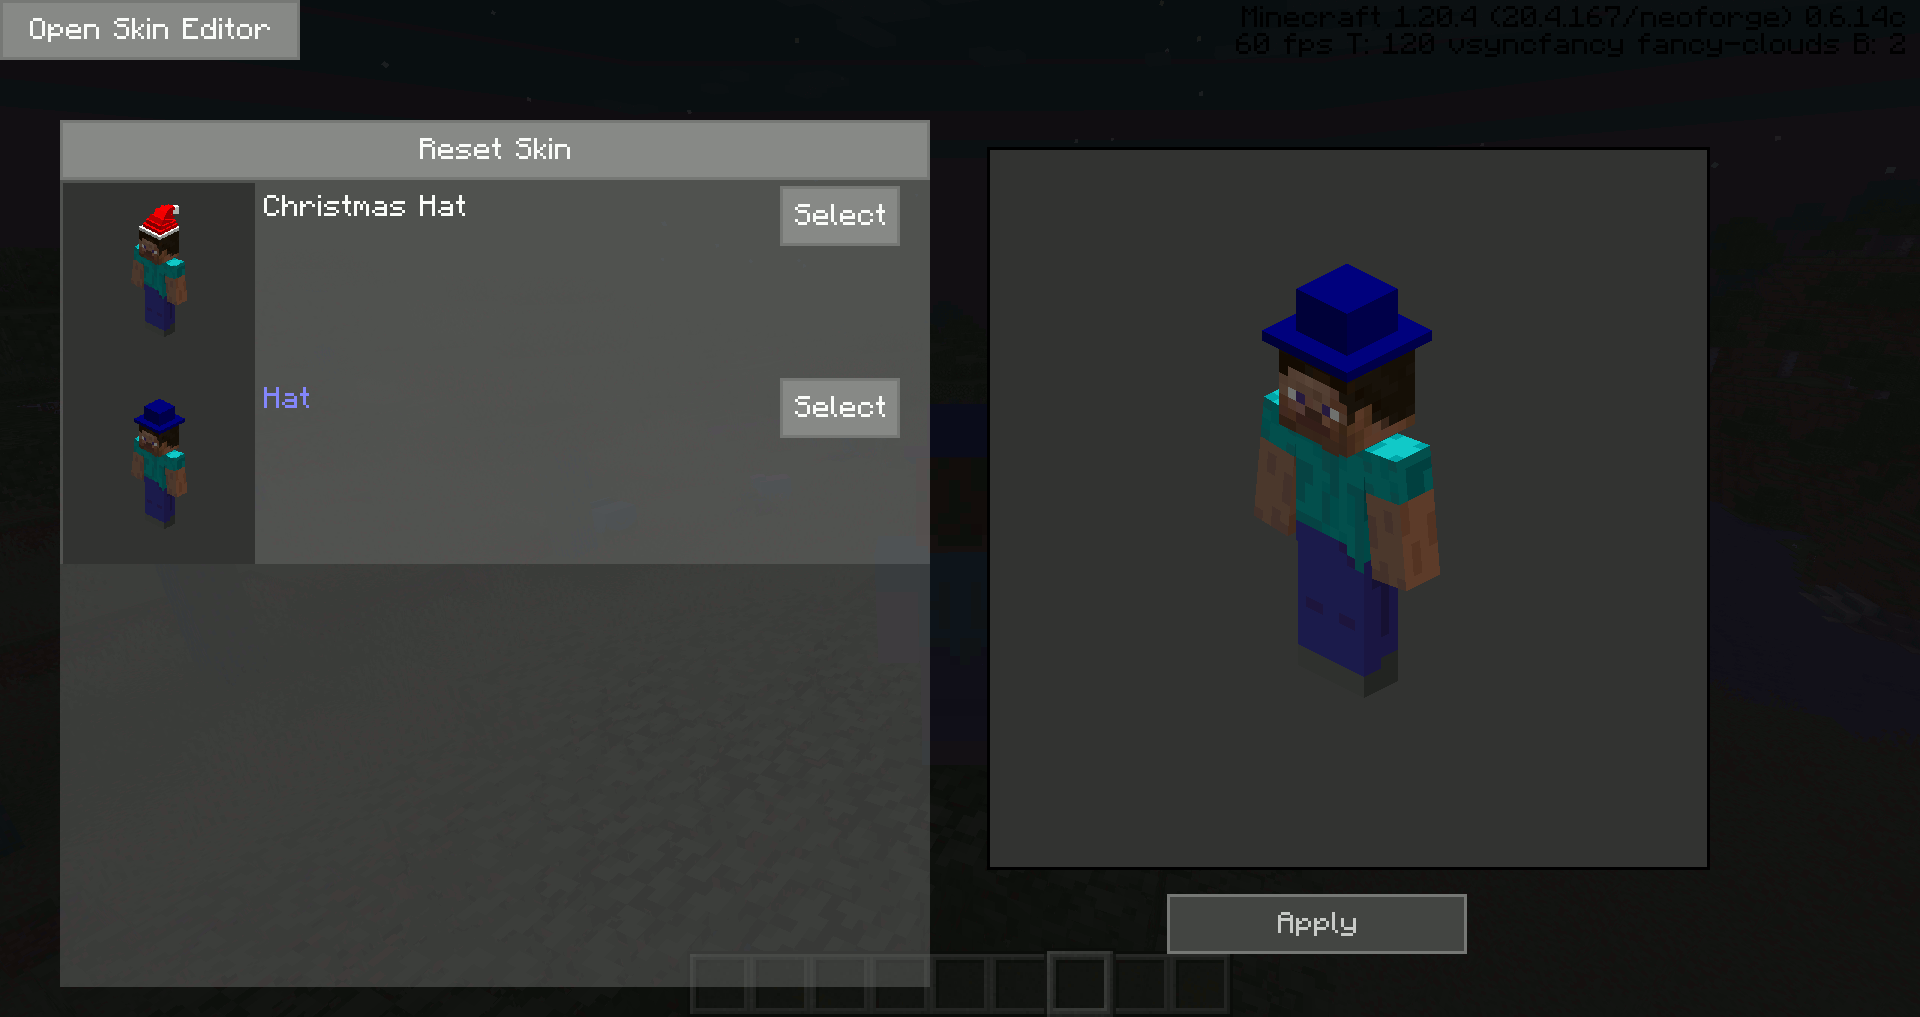 Open Skin Editor
Minecraft 1.20.4 (20.4.167/neoforge) 0.6.14c
60 fps T: 120 vsyncfancy fancy-clouds B: 2
Reset Skin
Christmas Hat
Select
Hat
Select
Apply